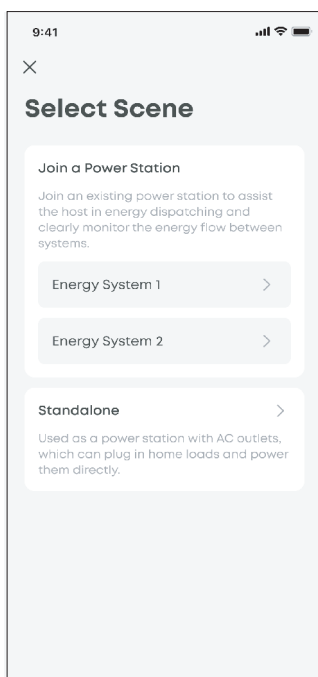 9:41
Select Scene
Join a Power Station
Join an existing power station to assist
the host in energy dispatching and
clearly monitor the energy flow between
systems.
Energy System 1
Energy System 2
Standalone
Used as a power station with AC outlets,
which can plug in home loads and power
them directly.